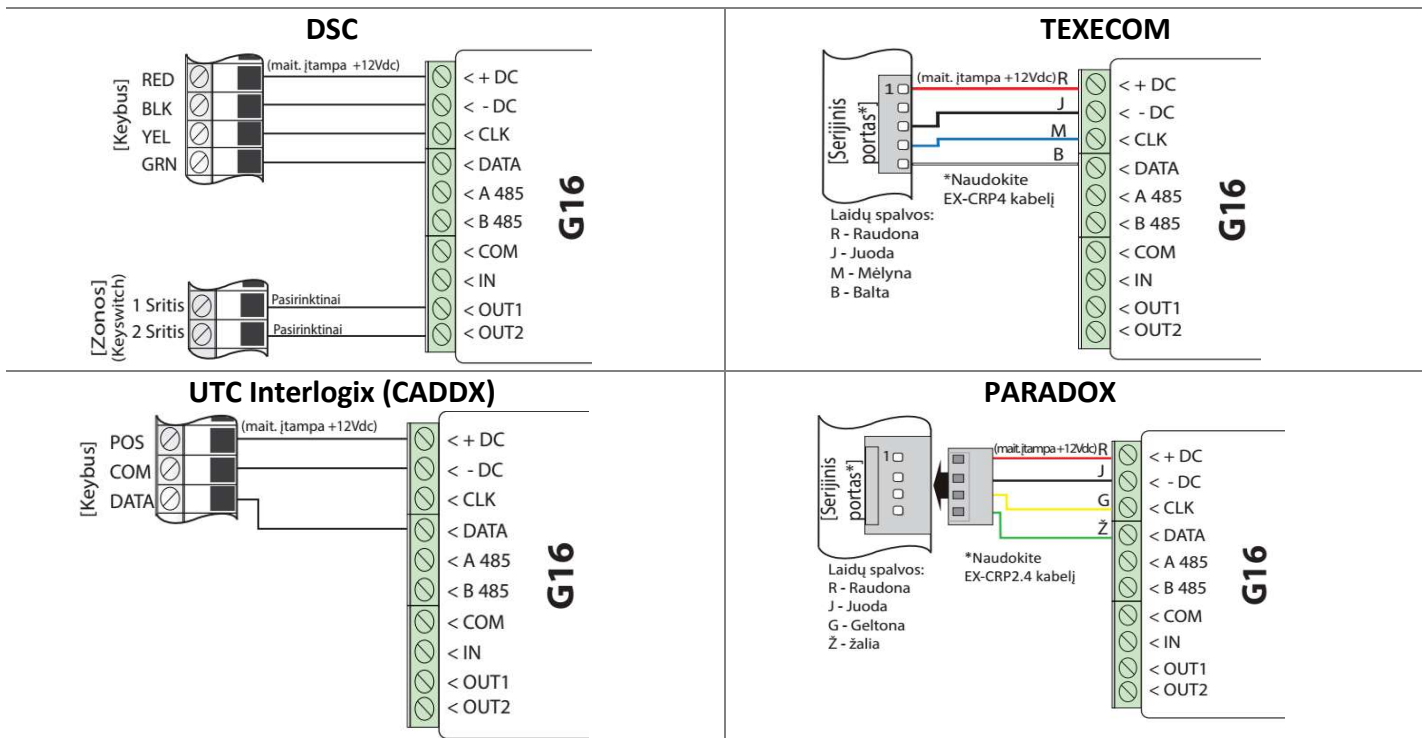 DSC
[Keybus]
RED
BLK
YEL
GRN
(mait. įtampa +12Vdc)
< + DC
< - DC
< CLK
< DATA
< A 485
< B 485
< COM
< IN
< OUT1
< OUT2
G16
[Zonos]
(Keyswitch)
1 Sritis
2 Sritis
Pasirinktinai
Pasirinktinai
TEXECOM
[Serijinis
portas*]
1
(mait. įtampa +12Vdc) R
J
M
B
*Naudokite
EX-CRP4 kabelį
Laidų spalvos:
R - Raudona
J - Juoda
M - Mėlyna
B - Balta
< + DC
< - DC
< CLK
< DATA
< A 485
< B 485
< COM
< IN
< OUT1
< OUT2
G16
UTC Interlogix (CADDX)
[Keybus]
POS
COM
DATA
(mait. įtampa +12Vdc)
< + DC
< - DC
< CLK
< DATA
< A 485
< B 485
< COM
< IN
< OUT1
< OUT2
G16
PARADOX
[Serijinis
portas*]
1
(mait. įtampa +12Vdc) R
J
G
Ž
*Naudokite
EX-CRP2.4 kabelį
Laidų spalvos:
R - Raudona
J - Juoda
G - Geltona
Ž - žalia
< + DC
< - DC
< CLK
< DATA
< A 485
< B 485
< COM
< IN
< OUT1
< OUT2
G16